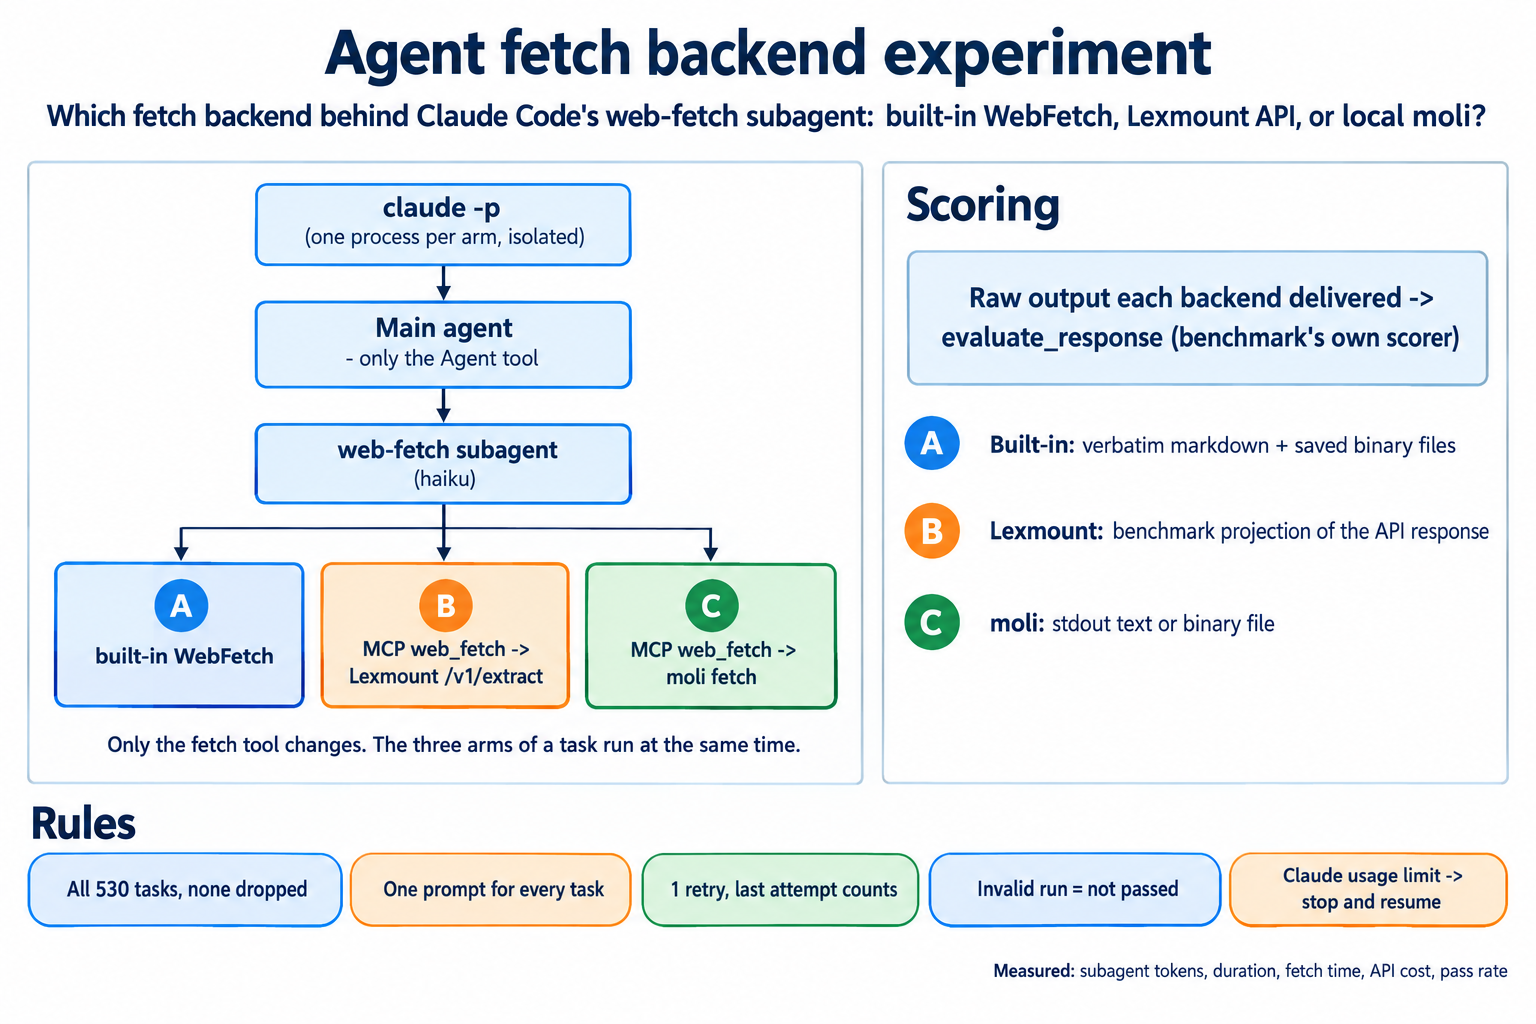 Agent fetch backend experiment
Which fetch backend behind Claude Code's web-fetch subagent: built-in WebFetch, Lexmount API, or local moli?
claude -p
(one process per arm, isolated)
Main agent
- only the Agent tool
web-fetch subagent
(haiku)
A
built-in WebFetch
B
MCP web_fetch ->
Lexmount /v1/extract
C
MCP web_fetch ->
moli fetch
Only the fetch tool changes. The three arms of a task run at the same time.
Scoring
Raw output each backend delivered ->
evaluate_response (benchmark's own scorer)
A
Built-in: verbatim markdown + saved binary files
B
Lexmount: benchmark projection of the API response
C
moli: stdout text or binary file
Rules
All 530 tasks, none dropped
One prompt for every task
1 retry, last attempt counts
Invalid run = not passed
Claude usage limit ->
stop and resume
Measured: subagent tokens, duration, fetch time, API cost, pass rate